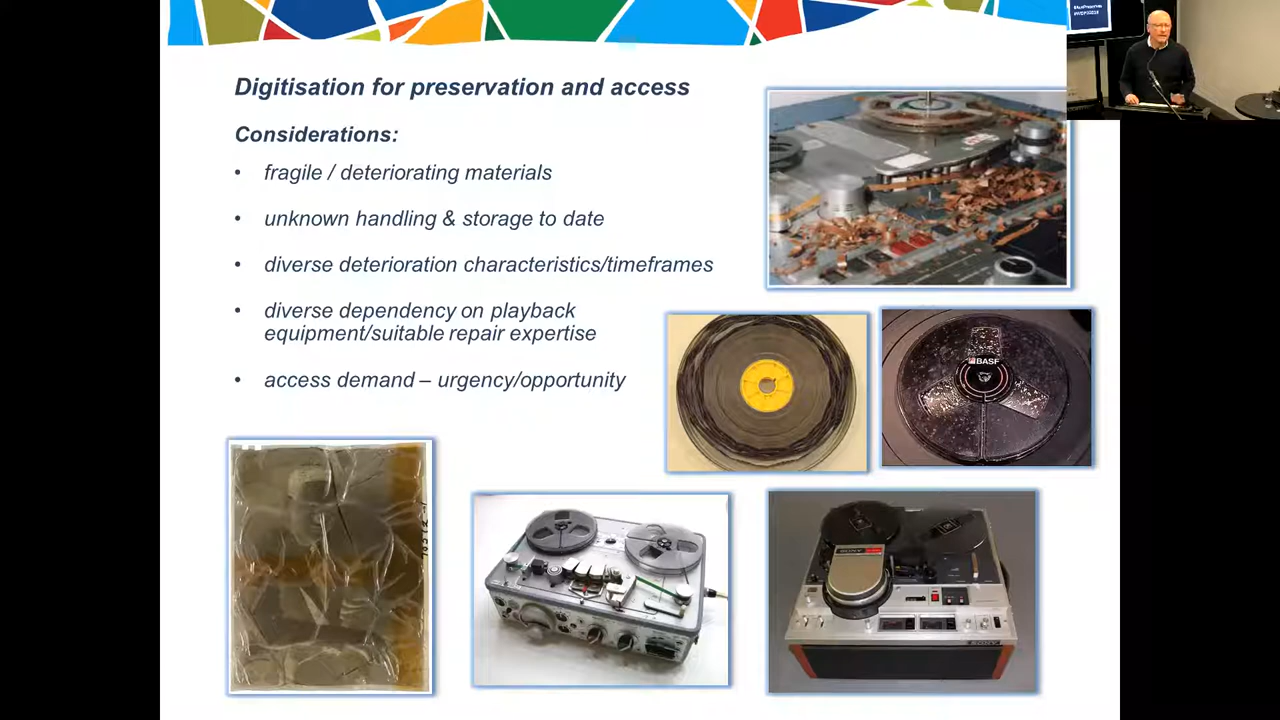 Digitisation for preservation and access
Considerations:
• fragile / deteriorating materials
• unknown handling & storage to date
• diverse deterioration characteristics/timeframes
• diverse dependency on playback
equipment/suitable repair expertise
• access demand – urgency/opportunity
BASF
SONY